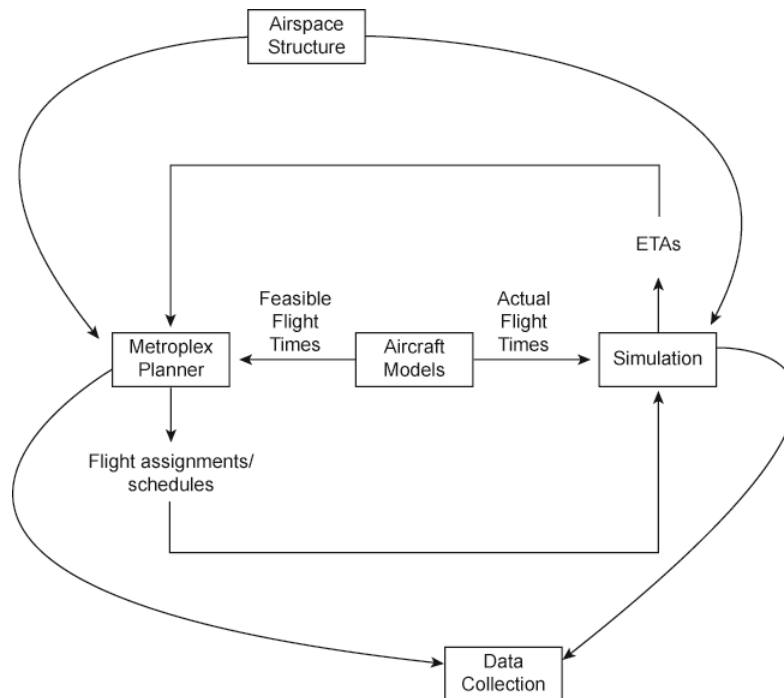 Airspace
Structure
ETAs
Feasible
Flight
Times
Actual
Flight
Times
Metroplex
Planner
Aircraft
Models
Simulation
Flight assignments/
schedules
Data
Collection